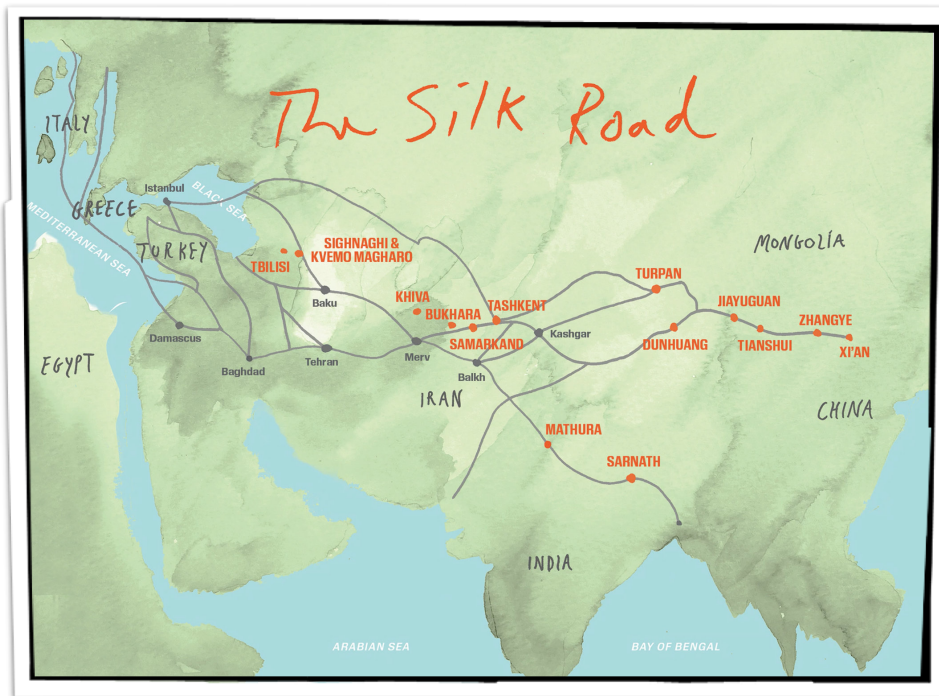 The Silk Road
ITALY
Istanbul
BLACK SEA
GREECE
MEDITERRANEAN SEA
TURKEY
SIGHNAGHI &
KVEMO MAGHARO
TBILISI
MONGOLIA
TURPAN
Baku
KHIVA
JIAYUGUAN
TASHKENT
BUKHARA
ZHANGYE
Damascus
Kashgar
Merv
SAMARKAND
DUNHUANG
TIANSHUI
XI'AN
EGYPT
Baghdad
Tehran
Balkh
IRAN
CHINA
MATHURA
SARNATH
INDIA
ARABIAN SEA
BAY OF BENGAL